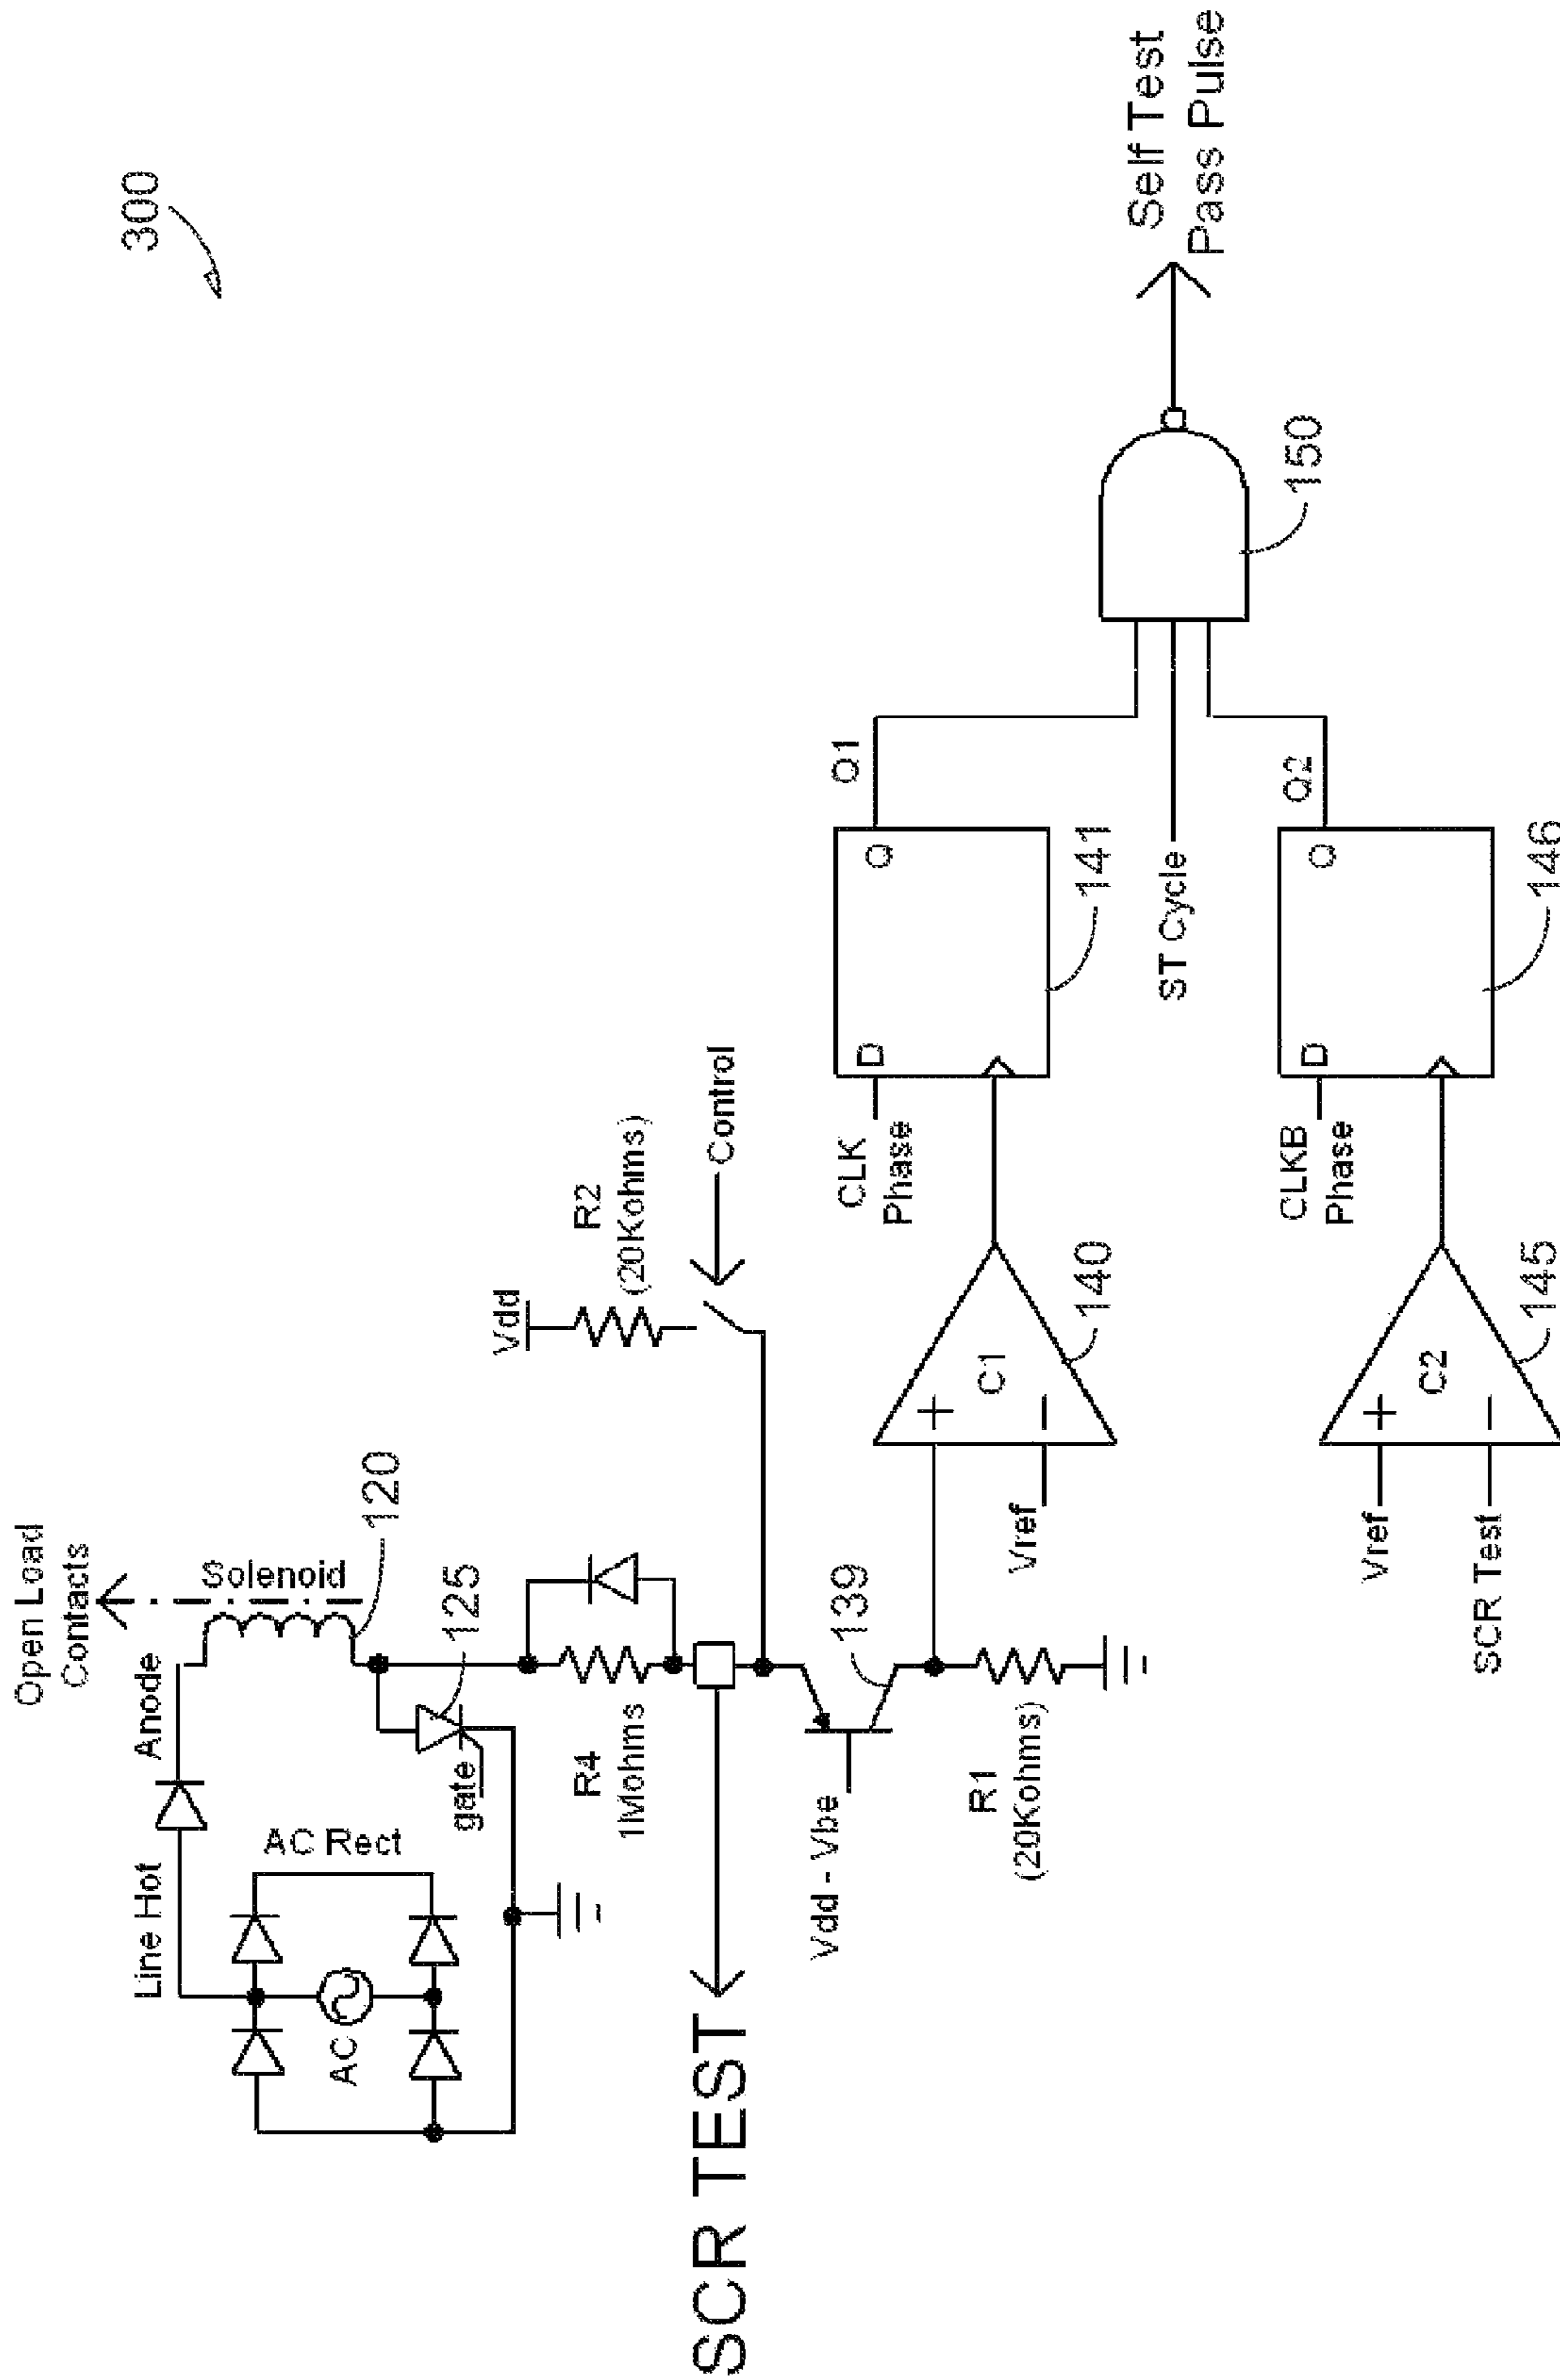 300
Open Load
Contacts
Solenoid
120
Anode
Line Hot
AC Rect
AC
125
gate
R4
1Mohms
SCR TEST
Vdd
R2
(20Kohms)
Control
Vdd - Vbe
139
R1
(20Kohms)
+
C1
−
Vref
140
CLK
Phase
D
Q
141
Q1
ST Cycle
Vref
SCR Test
+
C2
−
145
CLKB
Phase
D
Q
146
Q2
150
Self Test
Pass Pulse